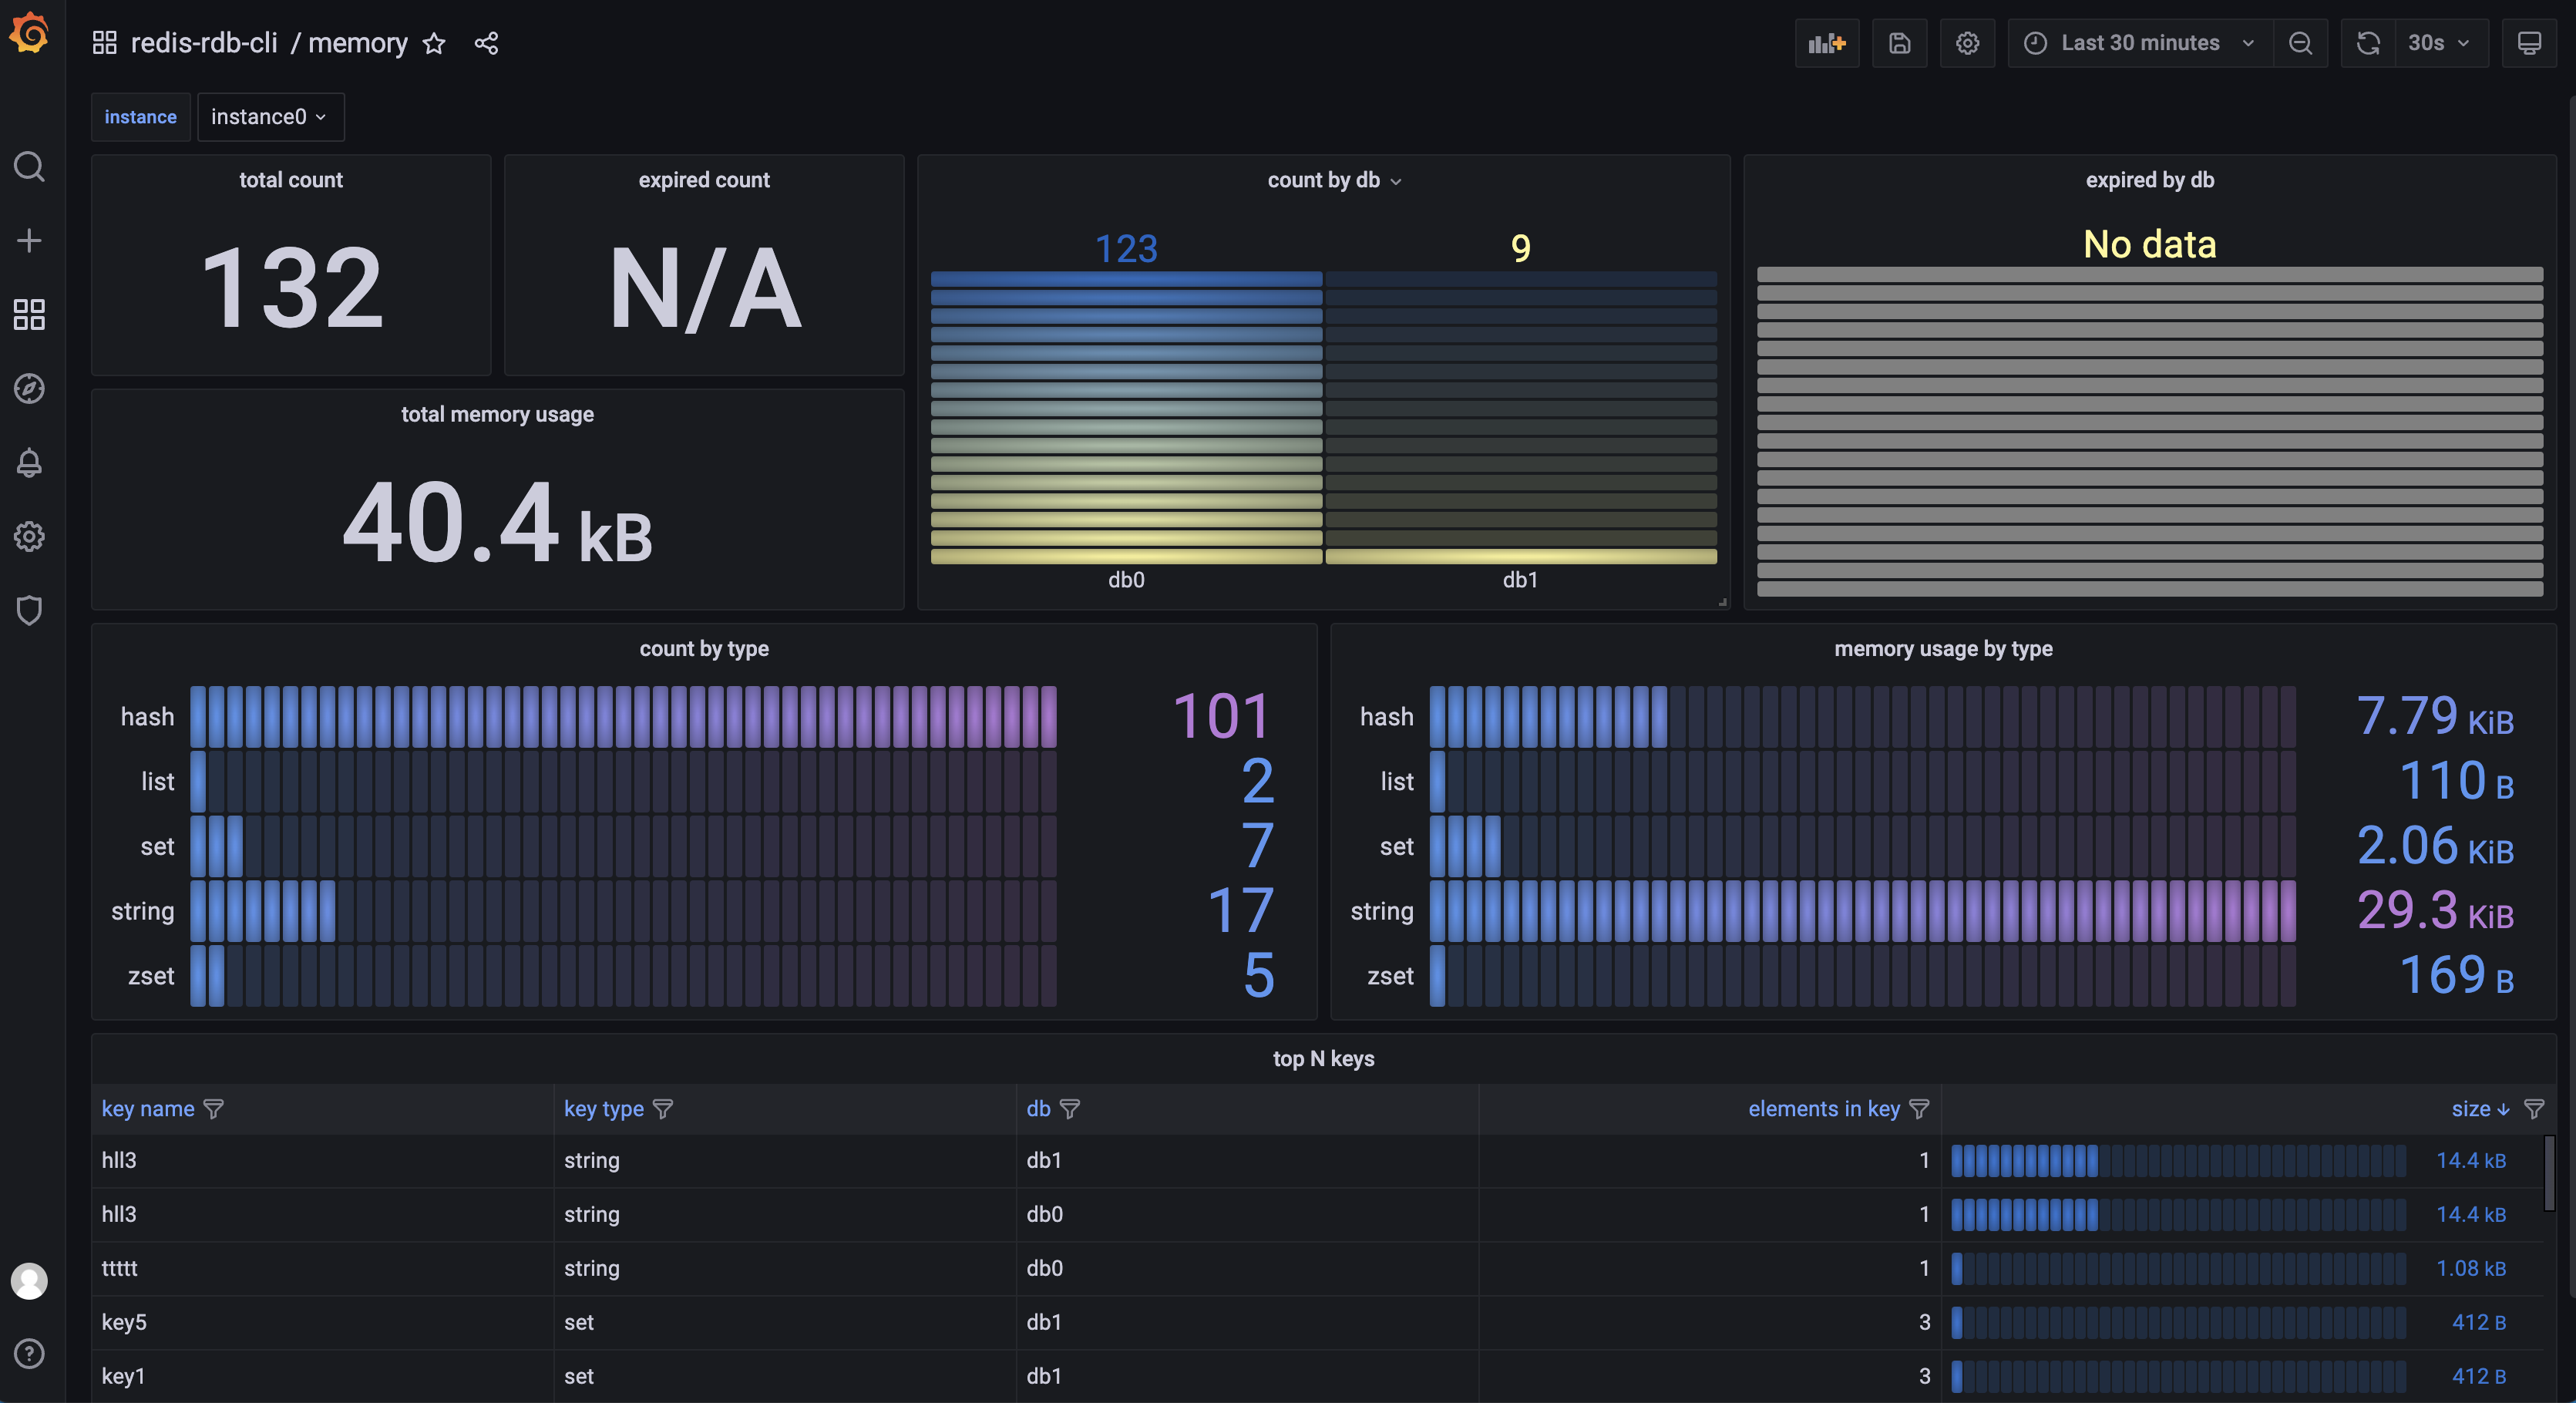 redis-rdb-cli / memory
Last 30 minutes
30s
instance instance0
total count
132
expired count
N/A
total memory usage
40.4 kB
count by db
123 9
db0 db1
expired by db
No data
count by type
hash 101
list 2
set 7
string 17
zset 5
memory usage by type
hash 7.79 KiB
list 110 B
set 2.06 KiB
string 29.3 KiB
zset 169 B
top N keys
key name key type db elements in key size
hll3 string db1 1 14.4 kB
hll3 string db0 1 14.4 kB
ttttt string db0 1 1.08 kB
key5 set db1 3 412 B
key1 set db1 3 412 B